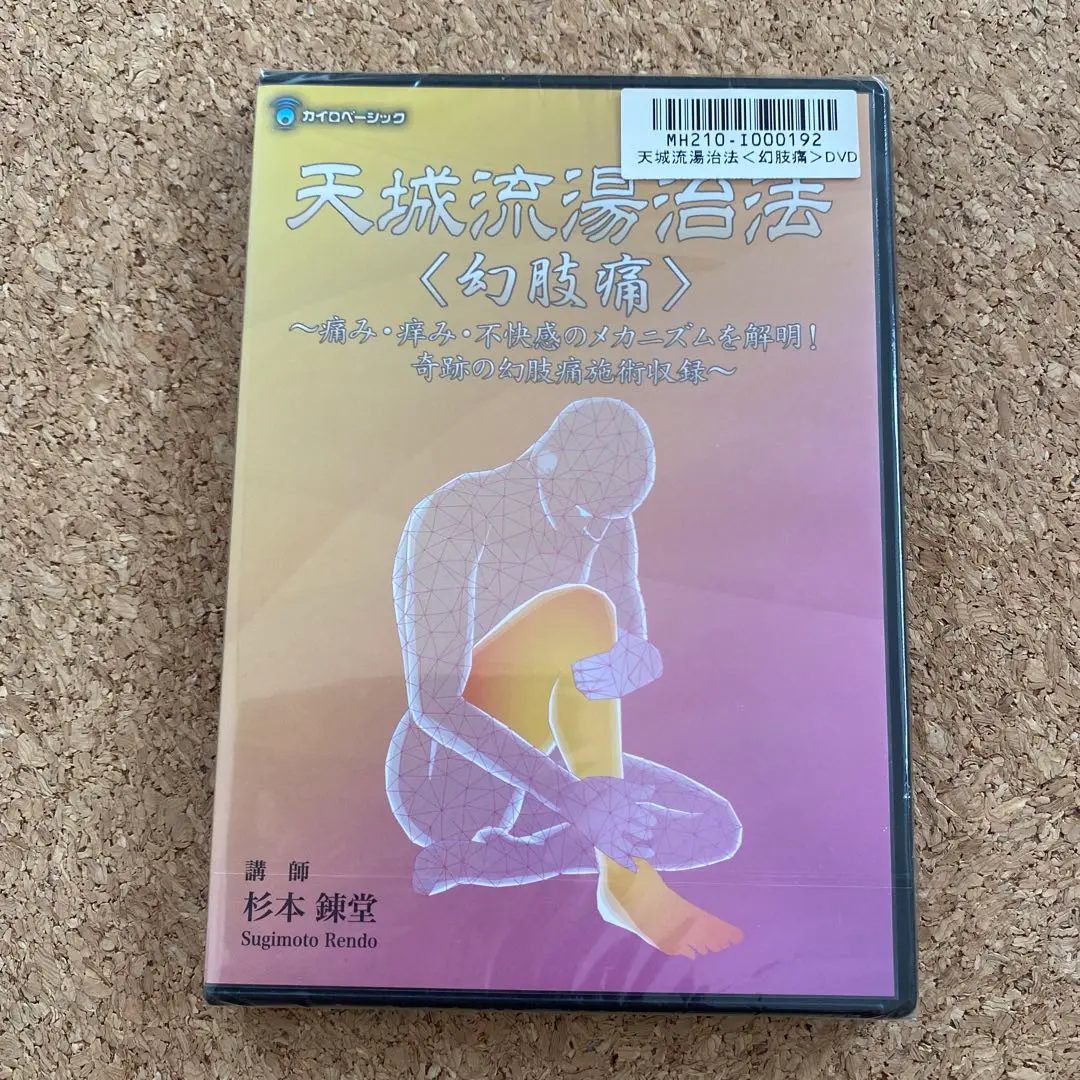 カイロベーシック
MH210-I000192
天城流湯治法＜幻肢痛＞DVD
天城流湯治法
〈幻肢痛〉
～痛み・痒み・不快感のメカニズムを解明！
奇跡の幻肢痛施術収録～
講 師
杉本 錬堂
Sugimoto Rendo